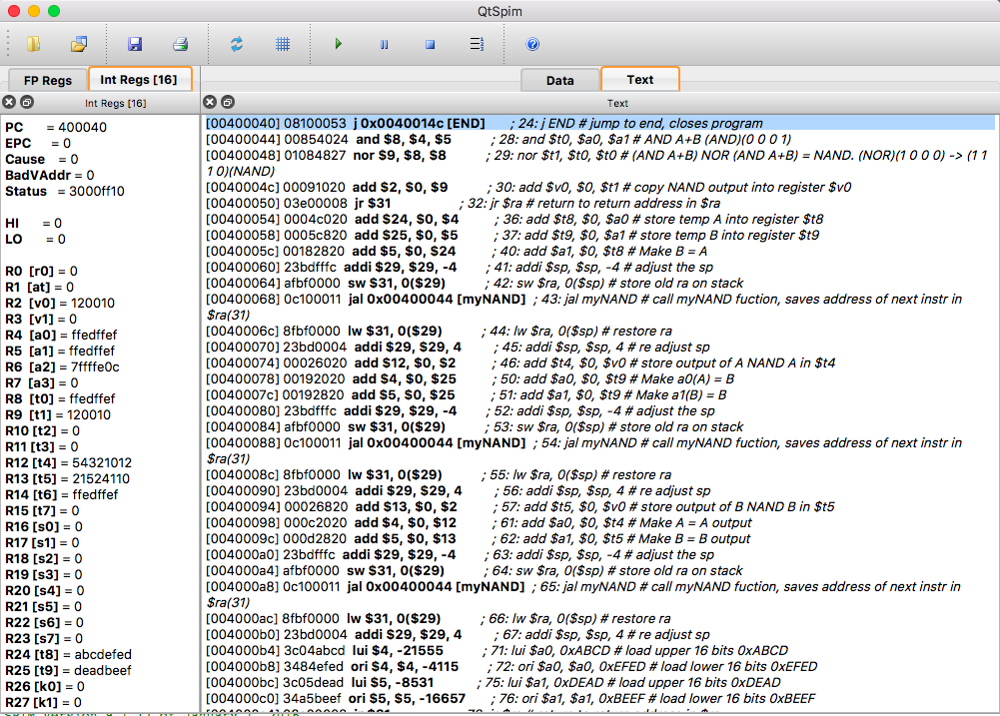 QtSpim
FP Regs
Int Regs [16]
Data
Text
Int Regs [16]
Text
PC = 400040
EPC = 0
Cause = 0
BadVAddr = 0
Status = 3000ff10
HI = 0
LO = 0
R0 [r0] = 0
R1 [at] = 0
R2 [v0] = 120010
R3 [v1] = 0
R4 [a0] = ffedffef
R5 [a1] = ffedffef
R6 [a2] = 7ffffe0c
R7 [a3] = 0
R8 [t0] = ffedffef
R9 [t1] = 120010
R10 [t2] = 0
R11 [t3] = 0
R12 [t4] = 54321012
R13 [t5] = 21524110
R14 [t6] = ffedffef
R15 [t7] = 0
R16 [s0] = 0
R17 [s1] = 0
R18 [s2] = 0
R19 [s3] = 0
R20 [s4] = 0
R21 [s5] = 0
R22 [s6] = 0
R23 [s7] = 0
R24 [t8] = abcdefed
R25 [t9] = deadbeef
R26 [k0] = 0
R27 [k1] = 0
[00400040] 08100053 j 0x0040014c [END] ; 24: j END # jump to end, closes program
[00400044] 00854024 and $8, $4, $5 ; 28: and $t0, $a0, $a1 # AND A+B (AND)(0 0 0 1)
[00400048] 01084827 nor $9, $8, $8 ; 29: nor $t1, $t0, $t0 # (AND A+B) NOR (AND A+B) = NAND. (NOR)(1 0 0 0) -> (1 1
1 0)(NAND)
[0040004c] 00091020 add $2, $0, $9 ; 30: add $v0, $0, $t1 # copy NAND output into register $v0
[00400050] 03e00008 jr $31 ; 32: jr $ra # return to return address in $ra
[00400054] 0004c020 add $24, $0, $4 ; 36: add $t8, $0, $a0 # store temp A into register $t8
[00400058] 0005c820 add $25, $0, $5 ; 37: add $t9, $0, $a1 # store temp B into register $t9
[0040005c] 00182820 add $5, $0, $24 ; 40: add $a1, $0, $t8 # Make B = A
[00400060] 23bdfffc addi $29, $29, -4 ; 41: addi $sp, $sp, -4 # adjust the sp
[00400064] afbf0000 sw $31, 0($29) ; 42: sw $ra, 0($sp) # store old ra on stack
[00400068] 0c100011 jal 0x00400044 [myNAND] ; 43: jal myNAND # call myNAND fuction, saves address of next instr in
$ra(31)
[0040006c] 8fbf0000 lw $31, 0($29) ; 44: lw $ra, 0($sp) # restore ra
[00400070] 23bd0004 addi $29, $29, 4 ; 45: addi $sp, $sp, 4 # re adjust sp
[00400074] 00026020 add $12, $0, $2 ; 46: add $t4, $0, $v0 # store output of A NAND A in $t4
[00400078] 00192020 add $4, $0, $25 ; 50: add $a0, $0, $t9 # Make a0(A) = B
[0040007c] 00192820 add $5, $0, $25 ; 51: add $a1, $0, $t9 # Make a1(B) = B
[00400080] 23bdfffc addi $29, $29, -4 ; 52: addi $sp, $sp, -4 # adjust the sp
[00400084] afbf0000 sw $31, 0($29) ; 53: sw $ra, 0($sp) # store old ra on stack
[00400088] 0c100011 jal 0x00400044 [myNAND] ; 54: jal myNAND # call myNAND fuction, saves address of next instr in
$ra(31)
[0040008c] 8fbf0000 lw $31, 0($29) ; 55: lw $ra, 0($sp) # restore ra
[00400090] 23bd0004 addi $29, $29, 4 ; 56: addi $sp, $sp, 4 # re adjust sp
[00400094] 00026820 add $13, $0, $2 ; 57: add $t5, $0, $v0 # store output of B NAND B in $t5
[00400098] 000c2020 add $4, $0, $12 ; 61: add $a0, $0, $t4 # Make A = A output
[0040009c] 000d2820 add $5, $0, $13 ; 62: add $a1, $0, $t5 # Make B = B output
[004000a0] 23bdfffc addi $29, $29, -4 ; 63: addi $sp, $sp, -4 # adjust the sp
[004000a4] afbf0000 sw $31, 0($29) ; 64: sw $ra, 0($sp) # store old ra on stack
[004000a8] 0c100011 jal 0x00400044 [myNAND] ; 65: jal myNAND # call myNAND fuction, saves address of next instr in
$ra(31)
[004000ac] 8fbf0000 lw $31, 0($29) ; 66: lw $ra, 0($sp) # restore ra
[004000b0] 23bd0004 addi $29, $29, 4 ; 67: addi $sp, $sp, 4 # re adjust sp
[004000b4] 3c04abcd lui $4, -21555 ; 71: lui $a0, 0xABCD # load upper 16 bits 0xABCD
[004000b8] 3484efed ori $4, $4, -4115 ; 72: ori $a0, $a0, 0xEFED # load lower 16 bits 0xEFED
[004000bc] 3c05dead lui $5, -8531 ; 75: lui $a1, 0xDEAD # load upper 16 bits 0xDEAD
[004000c0] 34a5beef ori $5, $5, -16657 ; 76: ori $a1, $a1, 0xBEEF # load lower 16 bits 0xBEEF